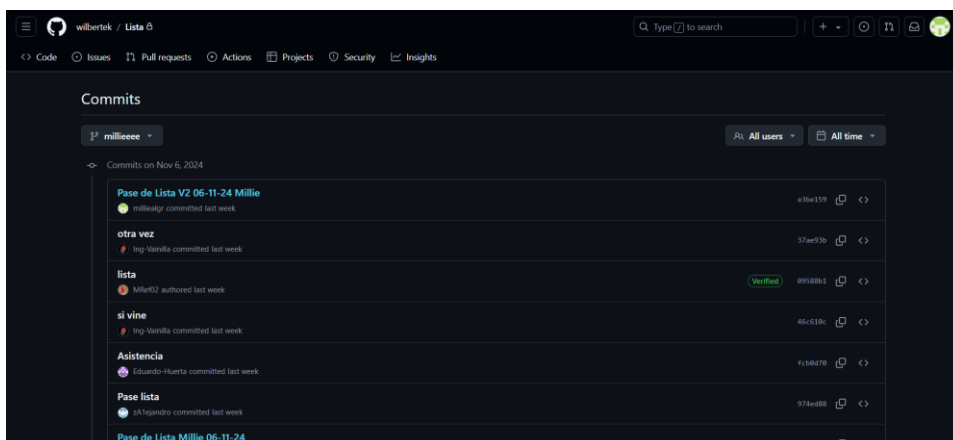 wilbertek / Lista
Type / to search
Code Issues Pull requests Actions Projects Security Insights
Commits
millieeee
All users All time
Commits on Nov 6, 2024
Pase de Lista V2 06-11-24 Millie
milliealgr committed last week
e3be159
otra vez
Ing-Vainilla committed last week
37ae93b
lista
MRef02 authored last week
Verified 09588b1
si vine
Ing-Vainilla committed last week
46c610c
Asistencia
Eduardo-Huerta committed last week
fcb0d70
Pase lista
zA1ejandro committed last week
974ed88
Pase de Lista Millie 06-11-24